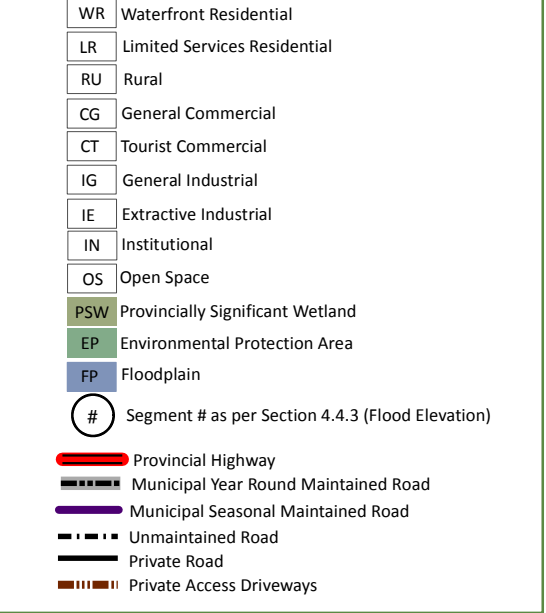 WR Waterfront Residential
LR Limited Services Residential
RU Rural
CG General Commercial
CT Tourist Commercial
IG General Industrial
IE Extractive Industrial
IN Institutional
OS Open Space
PSW Provincially Significant Wetland
EP Environmental Protection Area
FP Floodplain
# Segment # as per Section 4.4.3 (Flood Elevation)
Provincial Highway
Municipal Year Round Maintained Road
Municipal Seasonal Maintained Road
Unmaintained Road
Private Road
Private Access Driveways